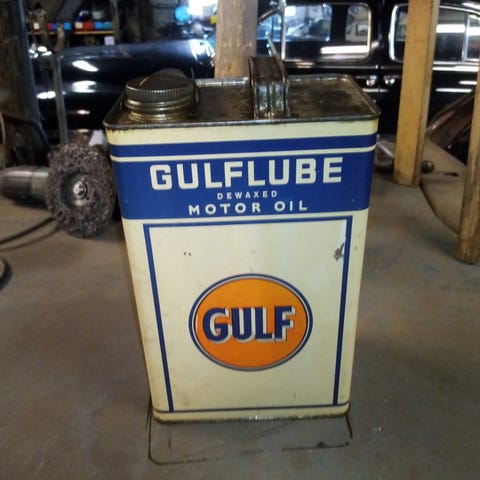 GULFLUBE
DEWAXED
MOTOR OIL
GULF